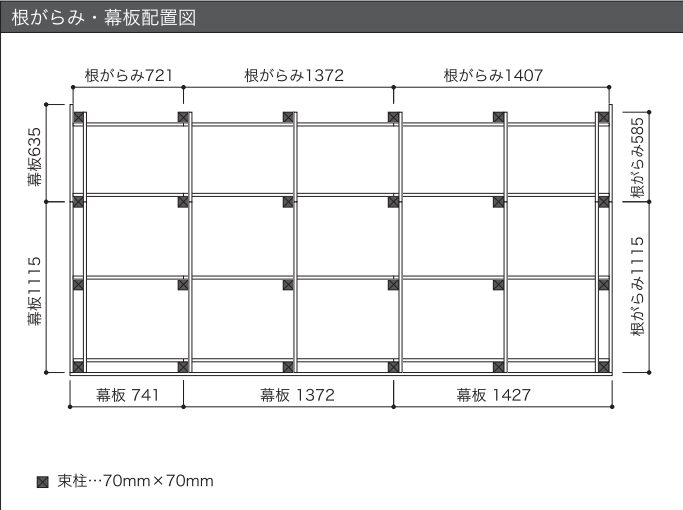 根がらみ・幕板配置図
根がらみ721
根がらみ1372
根がらみ1407
幕板635
根がらみ585
幕板1115
根がらみ1115
幕板 741
幕板 1372
幕板 1427
束柱…70mm×70mm